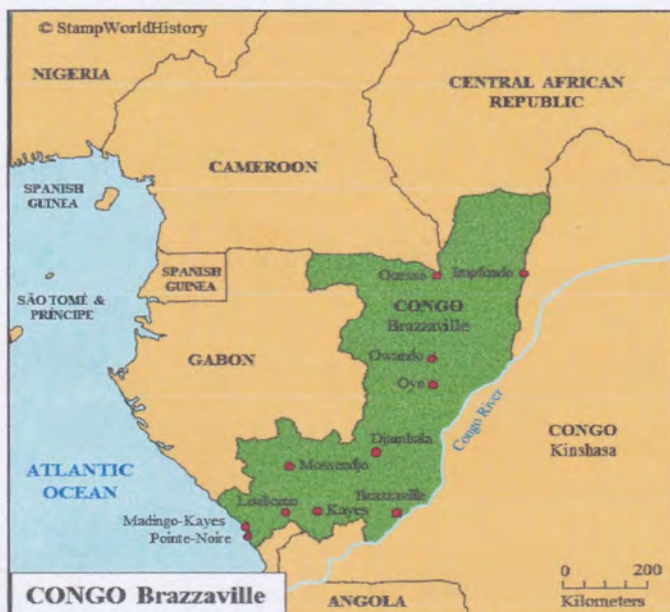 © StampWorldHistory
NIGERIA
CENTRAL AFRICAN
REPUBLIC
CAMEROON
SPANISH
GUINEA
SPANISH
GUINEA
Ouesso
Impfondo
SÃO TOMÉ &
PRÍNCIPE
CONGO
Brazzaville
GABON
Owando
Oyo
Congo River
CONGO
Kinshasa
Djambala
Mossendjo
ATLANTIC
OCEAN
Loubomo
Kayes
Brazzaville
Madingo-Kayes
Pointe-Noire
0 200
Kilometers
CONGO Brazzaville
ANGOLA